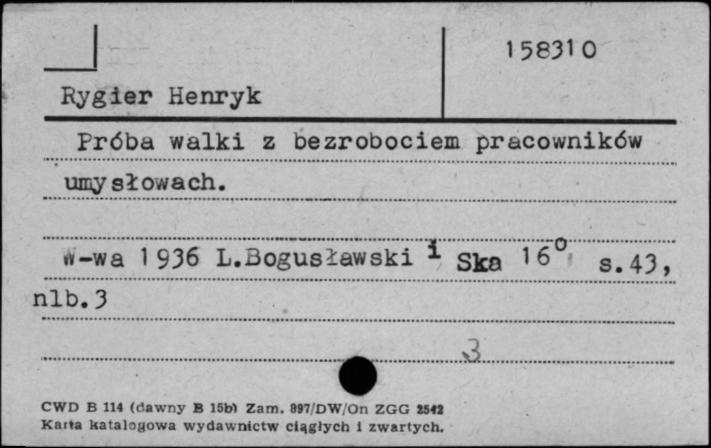 158310
Rygier Henryk
Próba walki z bezrobociem pracowników
umysłowach.
W-wa 1936 L.Bogusławski i Ska 16° s.43,
nlb.3
3
CWD B 114 (dawny B 15b) Zam. 897/DW/On ZGG 2542
Karta katalogowa wydawnictw ciągłych i zwartych.